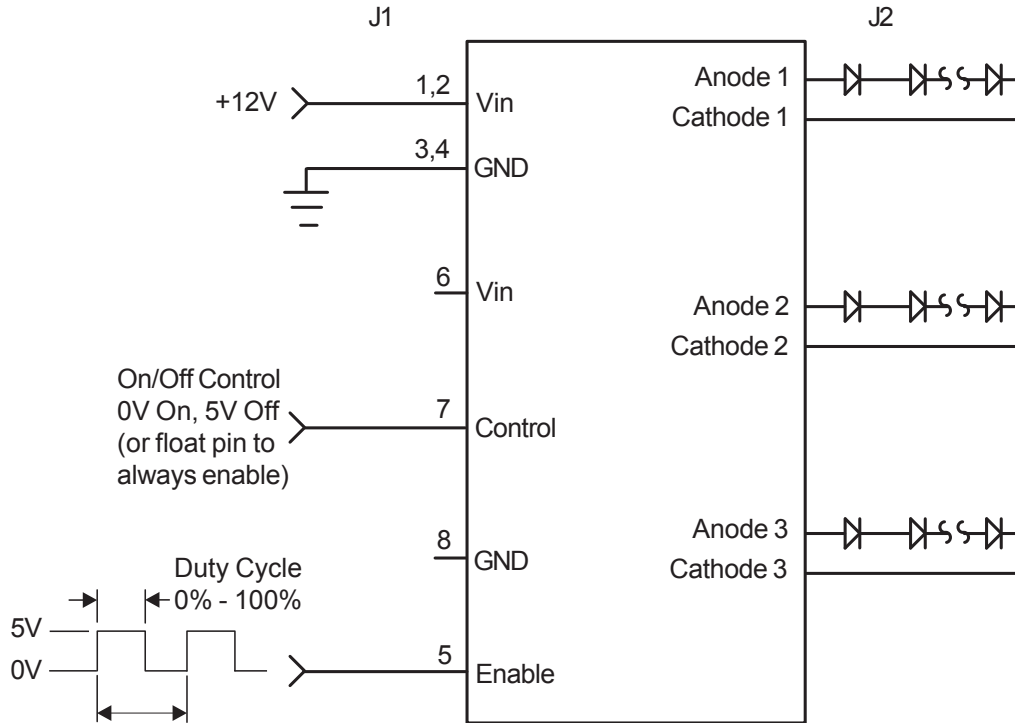 J1
J2
+12V
1,2
Vin
3,4
GND
6
Vin
On/Off Control
0V On, 5V Off
(or float pin to
always enable)
7
Control
8
GND
Duty Cycle
0% - 100%
5V
0V
5
Enable
Anode 1
Cathode 1
Anode 2
Cathode 2
Anode 3
Cathode 3